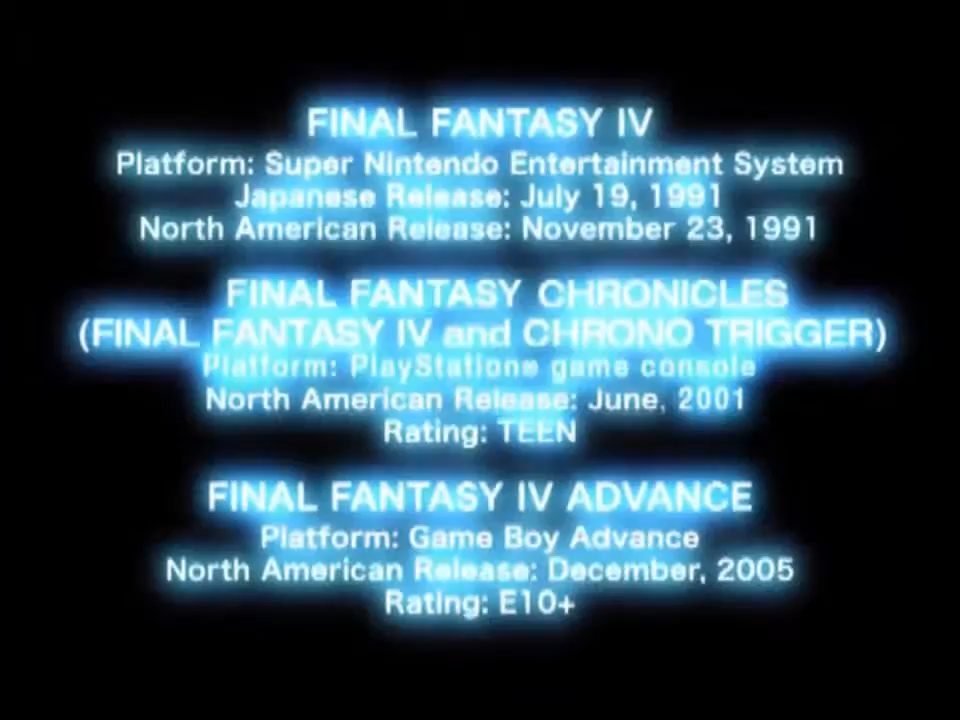 FINAL FANTASY IV
Platform: Super Nintendo Entertainment System
Japanese Release: July 19, 1991
North American Release: November 23, 1991
FINAL FANTASY CHRONICLES
(FINAL FANTASY IV and CHRONO TRIGGER)
Platform: PlayStation® game console
North American Release: June, 2001
Rating: TEEN
FINAL FANTASY IV ADVANCE
Platform: Game Boy Advance
North American Release: December, 2005
Rating: E10+